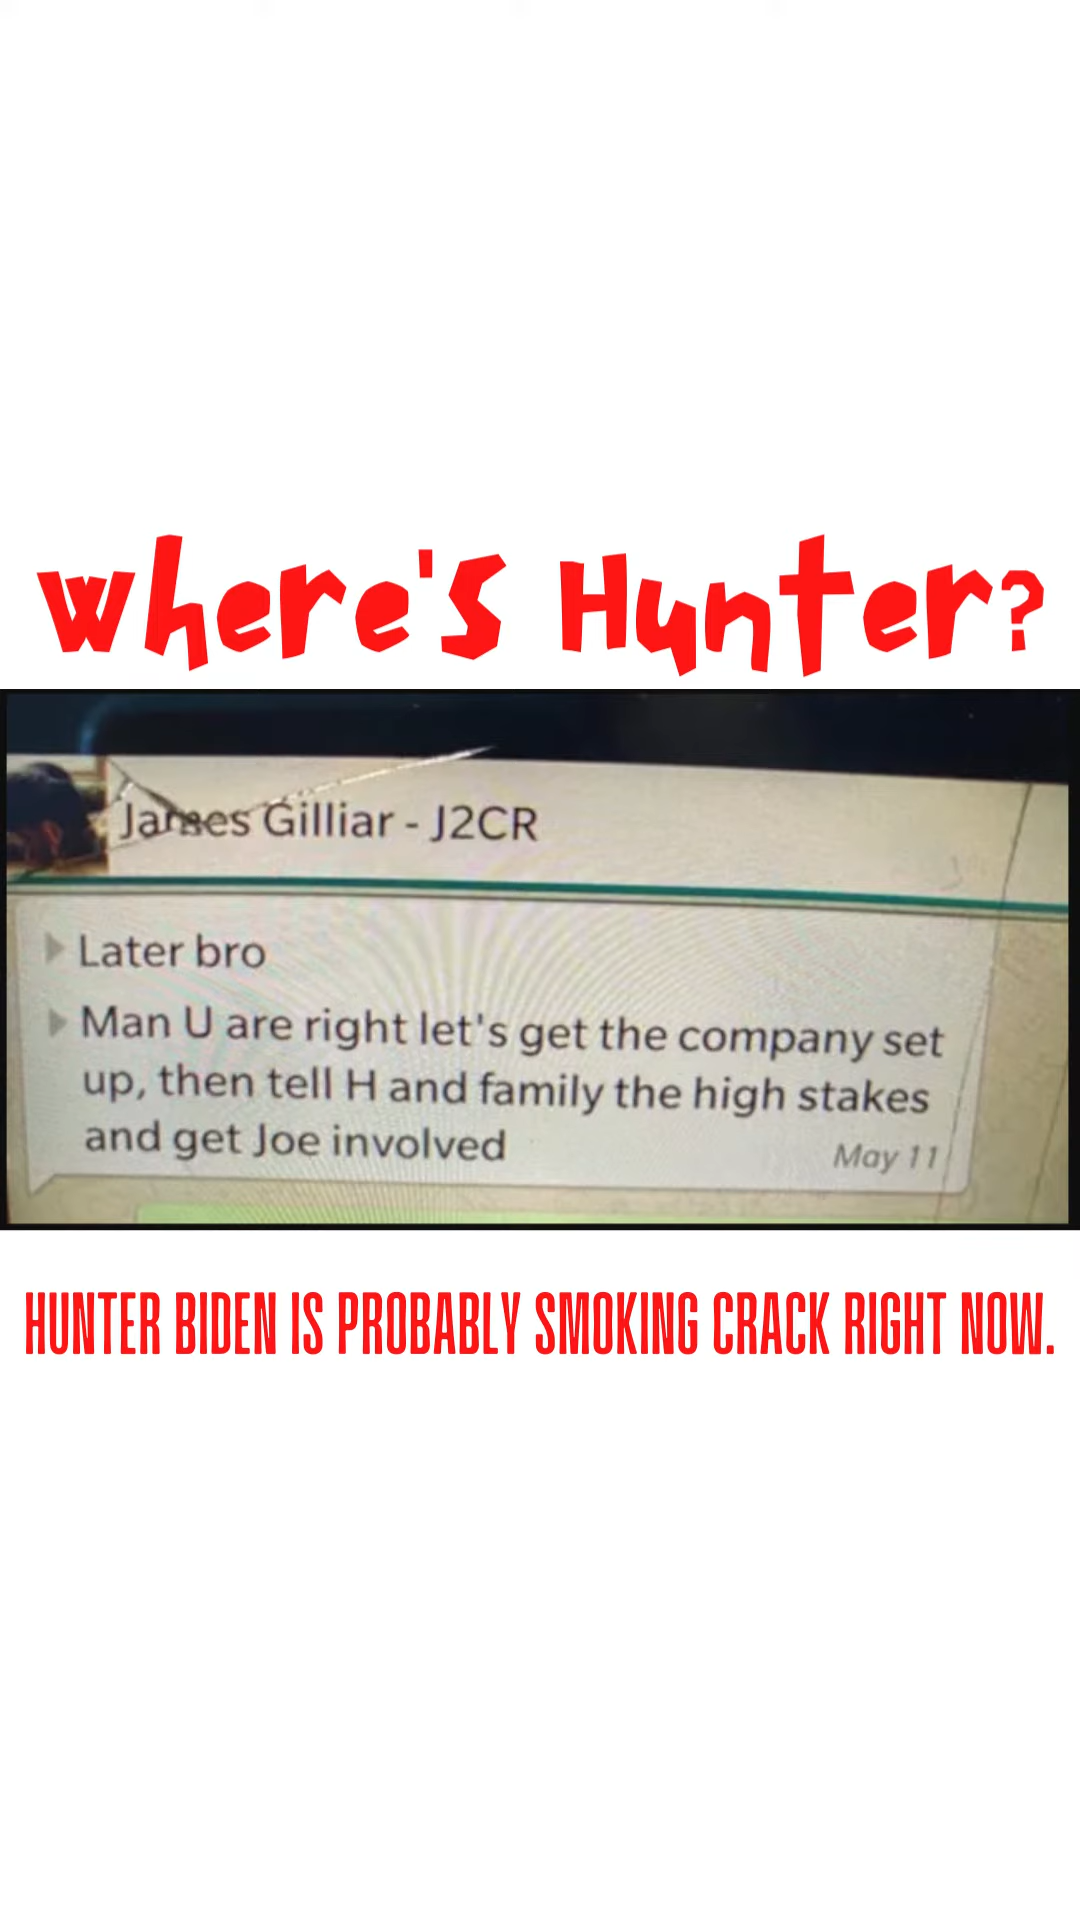 Where's Hunter?
James Gilliar - J2CR
Later bro
Man U are right let's get the company set
up, then tell H and family the high stakes
and get Joe involved
May 11
HUNTER BIDEN IS PROBABLY SMOKING CRACK RIGHT NOW.